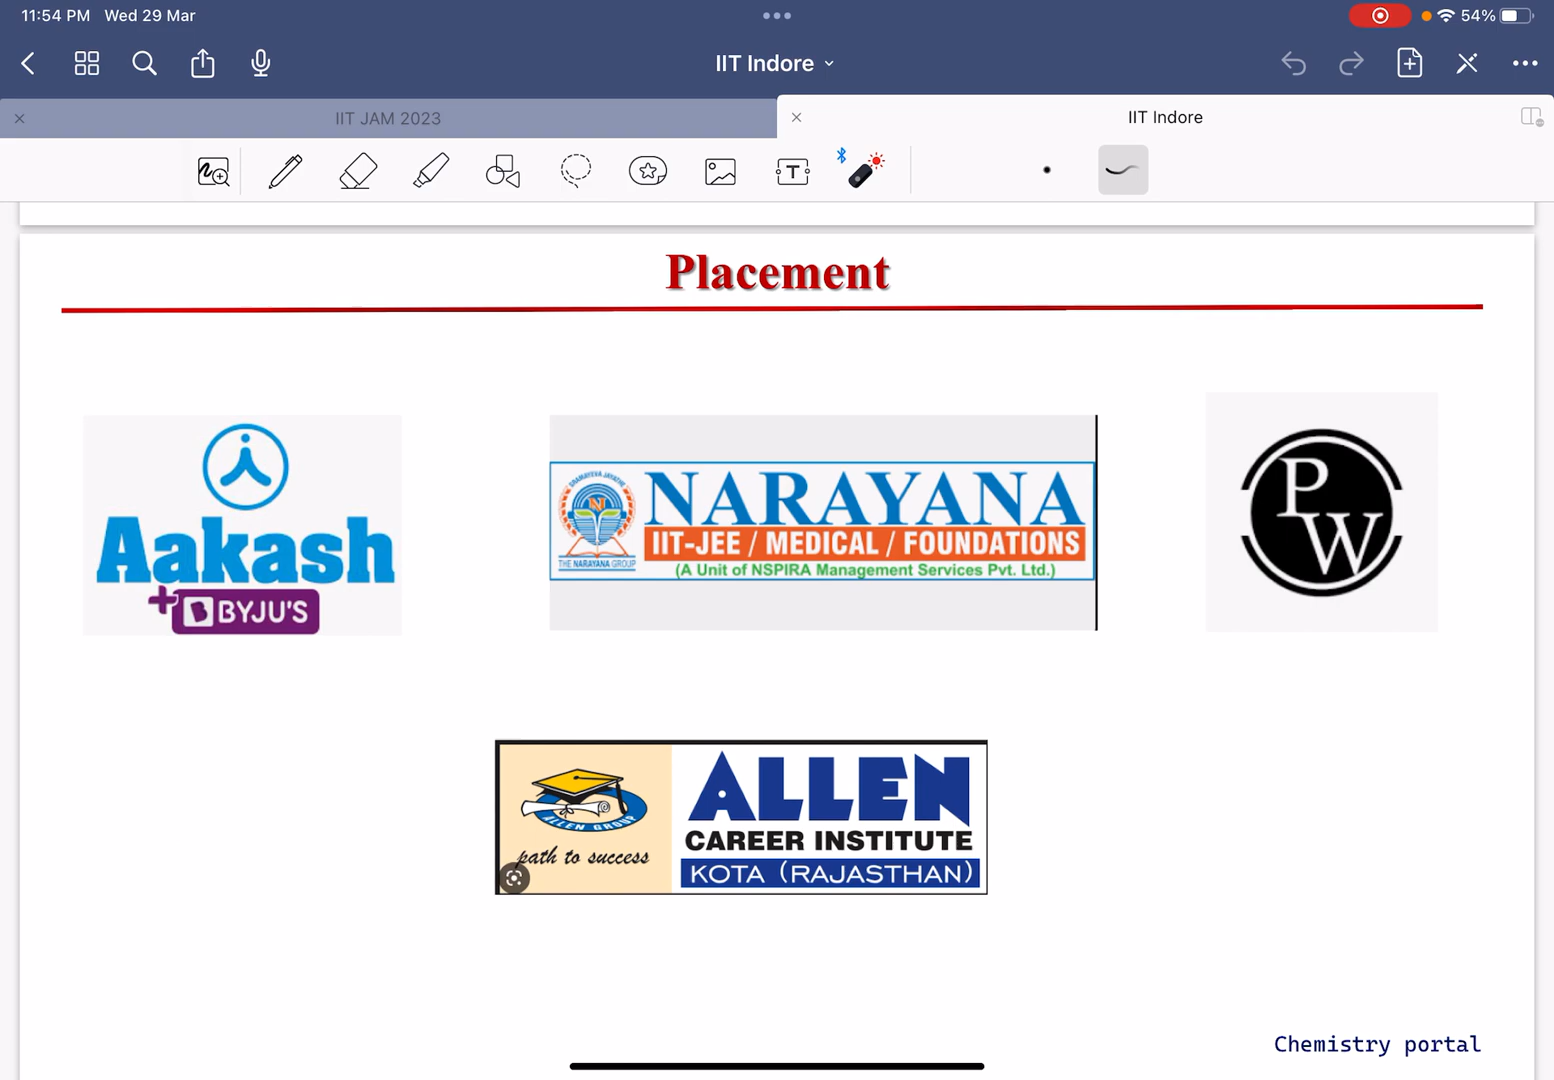 11:54 PM Wed 29 Mar
54%
IIT Indore
IIT JAM 2023
IIT Indore
T
Placement
Aakash
+ BYJU'S
SRAMAYEVA JAYATHE
N
THE NARAYANA GROUP
NARAYANA
IIT-JEE / MEDICAL / FOUNDATIONS
(A Unit of NSPIRA Management Services Pvt. Ltd.)
PW
ALLEN GROUP
path to success
ALLEN
CAREER INSTITUTE
KOTA (RAJASTHAN)
Chemistry portal